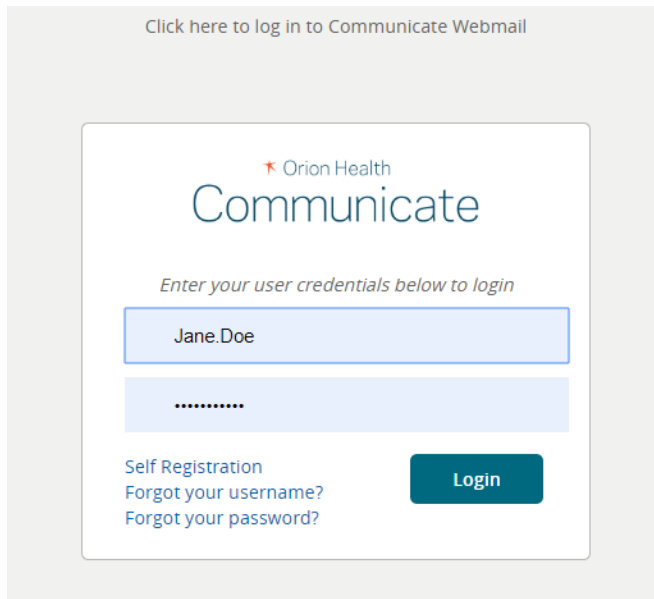 Click here to log in to Communicate Webmail
Orion Health
Communicate
Enter your user credentials below to login
Jane.Doe
•••••••••••
Self Registration
Forgot your username?
Forgot your password?
Login